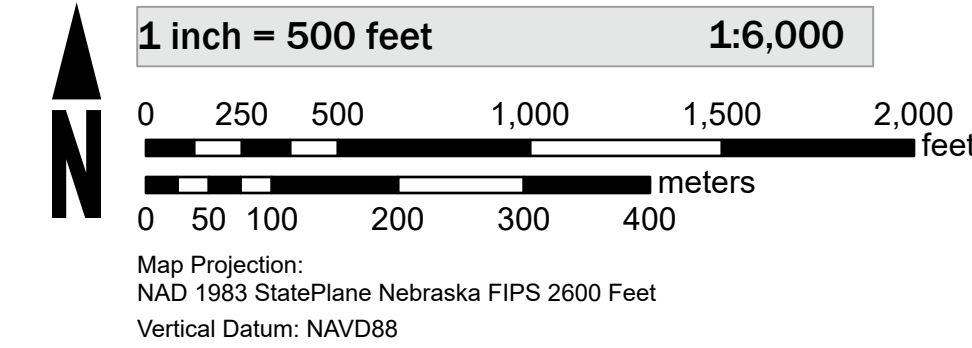 1 inch = 500 feet 1:6,000
0 250 500 1,000 1,500 2,000
feet
meters
0 50 100 200 300 400
N
Map Projection:
NAD 1983 StatePlane Nebraska FIPS 2600 Feet
Vertical Datum: NAVD88